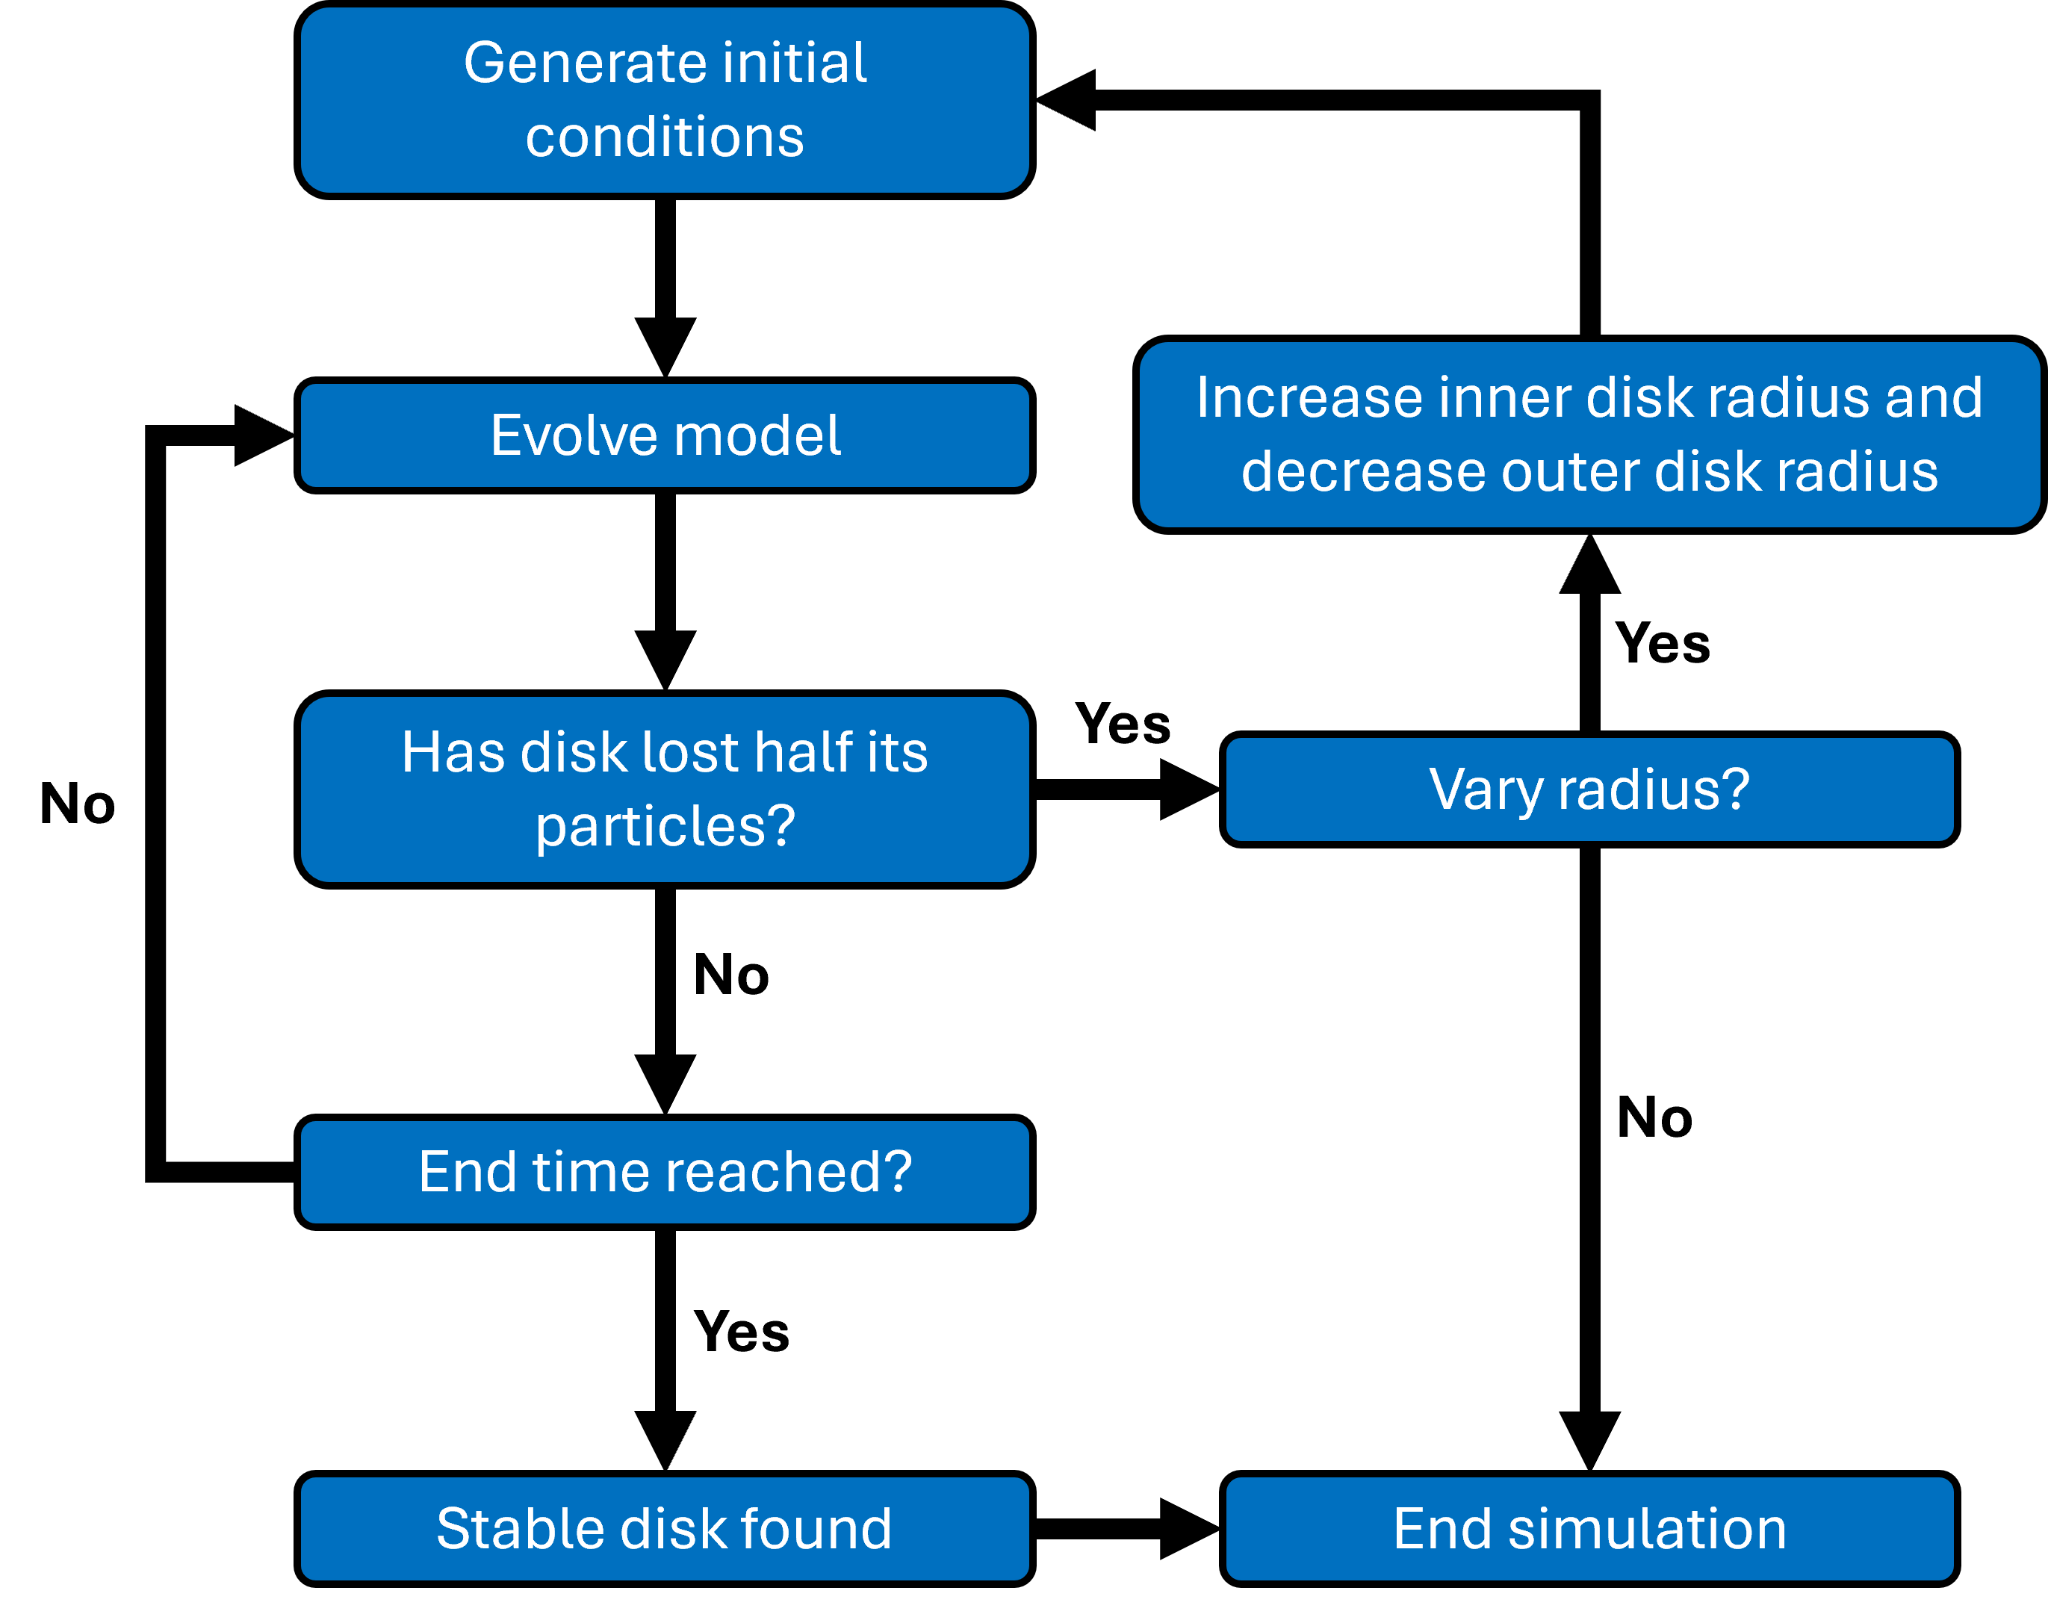 Generate initial
conditions
Evolve model
Increase inner disk radius and
decrease outer disk radius
Yes
Has disk lost half its
particles?
Yes
Vary radius?
No
No
No
End time reached?
Yes
Stable disk found
End simulation